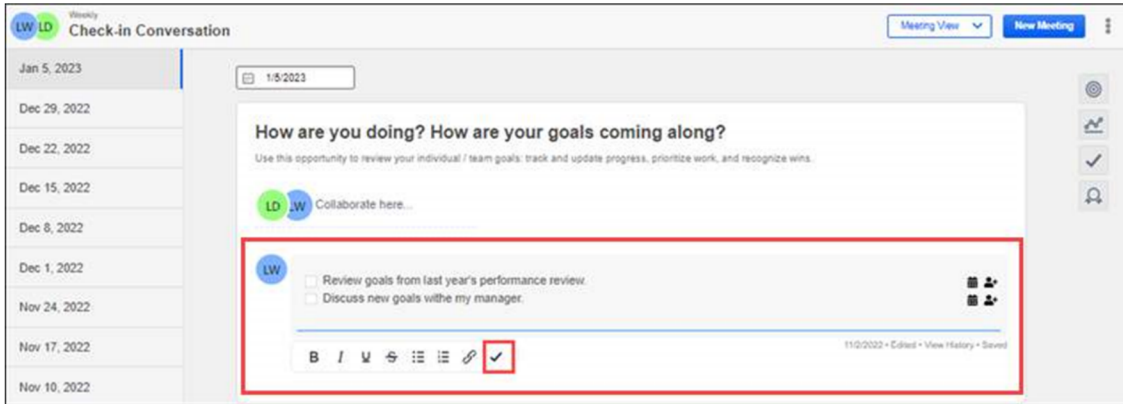 LW LD
Weekly
Check-in Conversation
Meeting View
New Meeting
Jan 5, 2023
Dec 29, 2022
Dec 22, 2022
Dec 15, 2022
Dec 8, 2022
Dec 1, 2022
Nov 24, 2022
Nov 17, 2022
Nov 10, 2022
1/5/2023
How are you doing? How are your goals coming along?
Use this opportunity to review your individual / team goals: track and update progress, prioritize work, and recognize wins.
LD LW Collaborate here...
LW
Review goals from last year's performance review.
Discuss new goals withe my manager.
B I U S
11/2/2022 • Edited • View History • Saved